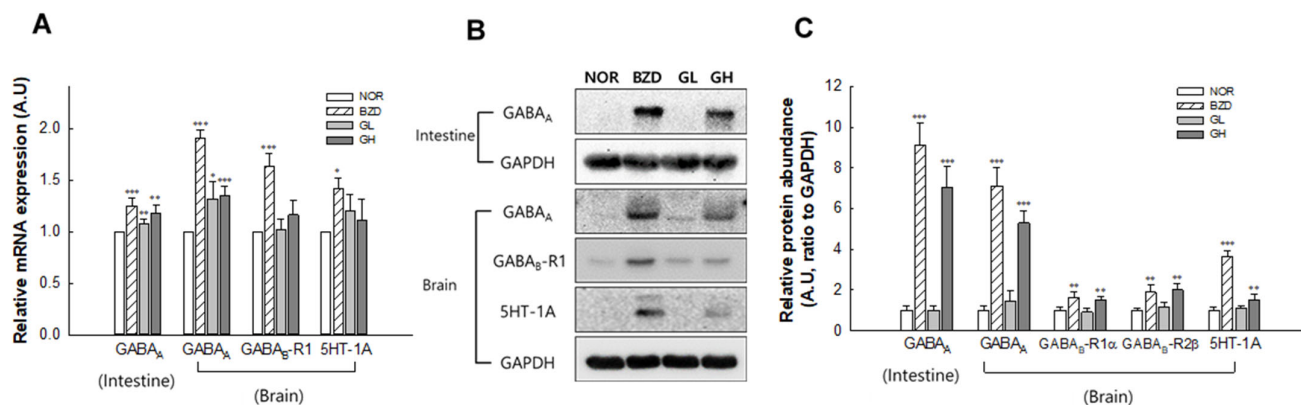 A
Relative mRNA expression (A.U)
2.0
1.5
1.0
0.5
0.0
NOR
BZD
GL
GH
***
**
**
***
*
***
***
*
GABAA
GABAA
GABAB-R1
5HT-1A
(Intestine)
(Brain)
B
NOR BZD GL GH
Intestine
GABAA
GAPDH
Brain
GABAA
GABAB-R1
5HT-1A
GAPDH
C
Relative protein abundance
(A.U, ratio to GAPDH)
12
10
8
6
4
2
0
NOR
BZD
GL
GH
***
***
***
***
**
**
**
**
***
**
GABAA
GABAA
GABAB-R1α
GABAB-R2β
5HT-1A
(Intestine)
(Brain)